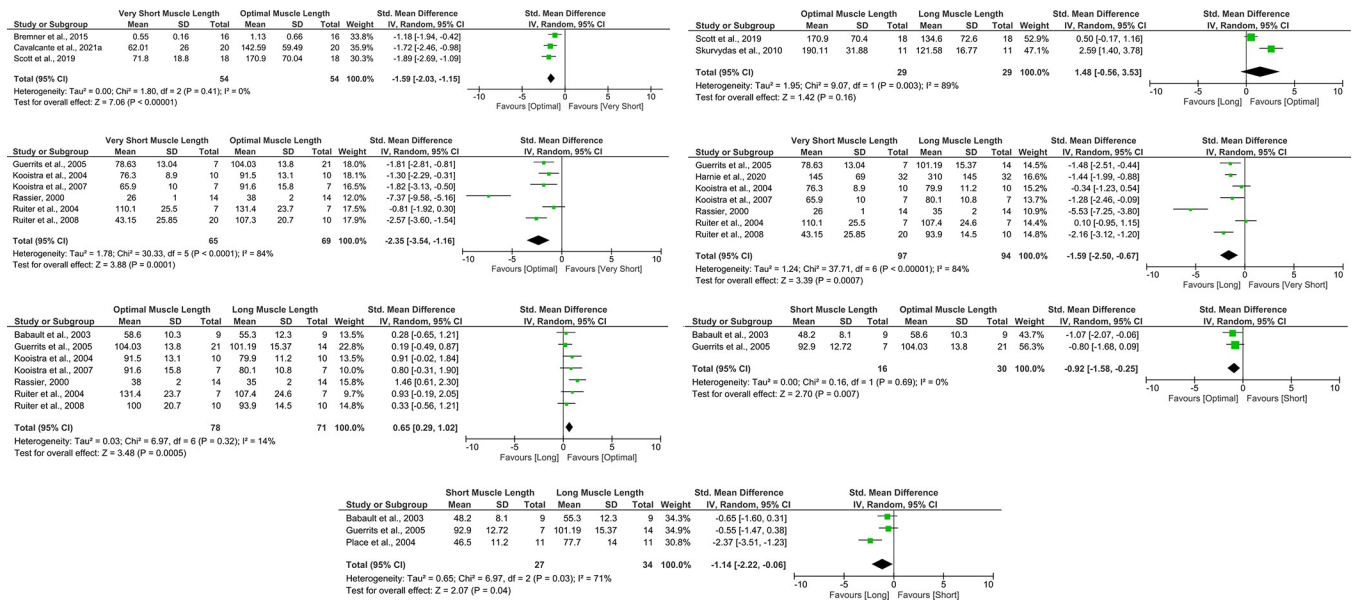 Very Short Muscle Length Optimal Muscle Length Std. Mean Difference Std. Mean Difference
Study or Subgroup Mean SD Total Mean SD Total Weight IV, Random, 95% CI IV, Random, 95% CI
Bremner et al., 2015 0.55 0.16 16 1.13 0.66 16 33.8% -1.18 [-1.94, -0.42]
Cavalcante et al., 2021a 62.01 26 20 142.59 59.49 20 35.9% -1.72 [-2.46, -0.98]
Scott et al., 2019 71.8 18.8 18 170.9 70.04 18 30.3% -1.89 [-2.69, -1.09]
Total (95% CI) 54 54 100.0% -1.59 [-2.03, -1.15]
Heterogeneity: Tau² = 0.00; Chi² = 1.80, df = 2 (P = 0.41); I² = 0%
Test for overall effect: Z = 7.06 (P < 0.00001)
-10 -5 0 5 10
Favours [Optimal] Favours [Very Short]
Optimal Muscle Length Long Muscle Length Std. Mean Difference Std. Mean Difference
Study or Subgroup Mean SD Total Mean SD Total Weight IV, Random, 95% CI IV, Random, 95% CI
Scott et al., 2019 170.9 70.4 18 134.6 72.6 18 52.9% 0.50 [-0.17, 1.16]
Skurvydas et al., 2010 190.11 31.88 11 121.58 16.77 11 47.1% 2.59 [1.40, 3.78]
Total (95% CI) 29 29 100.0% 1.48 [-0.56, 3.53]
Heterogeneity: Tau² = 1.95; Chi² = 9.07, df = 1 (P = 0.003); I² = 89%
Test for overall effect: Z = 1.42 (P = 0.16)
-10 -5 0 5 10
Favours [Long] Favours [Optimal]
Very Short Muscle Length Optimal Muscle Length Std. Mean Difference Std. Mean Difference
Study or Subgroup Mean SD Total Mean SD Total Weight IV, Random, 95% CI IV, Random, 95% CI
Guerrits et al., 2005 78.63 13.04 7 104.03 13.8 21 18.0% -1.81 [-2.81, -0.81]
Kooistra et al., 2004 76.3 8.9 10 91.5 13.1 10 18.1% -1.30 [-2.29, -0.31]
Kooistra et al., 2007 65.9 10 7 91.6 15.8 7 16.5% -1.82 [-3.13, -0.50]
Rassier, 2000 26 1 14 38 2 14 12.1% -7.37 [-9.58, -5.16]
Ruiter et al., 2004 110.1 25.5 7 131.4 23.7 7 17.5% -0.81 [-1.92, 0.30]
Ruiter et al., 2008 43.15 25.85 20 107.3 20.7 10 17.9% -2.57 [-3.60, -1.54]
Total (95% CI) 65 69 100.0% -2.35 [-3.54, -1.16]
Heterogeneity: Tau² = 1.78; Chi² = 30.33, df = 5 (P < 0.0001); I² = 84%
Test for overall effect: Z = 3.88 (P = 0.0001)
-10 -5 0 5 10
Favours [Optimal] Favours [Very Short]
Very Short Muscle Length Long Muscle Length Std. Mean Difference Std. Mean Difference
Study or Subgroup Mean SD Total Mean SD Total Weight IV, Random, 95% CI IV, Random, 95% CI
Guerrits et al., 2005 78.63 13.04 7 101.19 15.37 14 14.5% -1.48 [-2.51, -0.44]
Harnie et al., 2020 145 69 32 310 145 32 16.6% -1.44 [-1.99, -0.88]
Kooistra et al., 2004 76.3 8.9 10 79.9 11.2 10 15.1% -0.34 [-1.23, 0.54]
Kooistra et al., 2007 65.9 10 7 80.1 10.8 7 13.7% -1.28 [-2.46, -0.09]
Rassier, 2000 26 1 14 35 2 14 11.0% -5.53 [-7.25, -3.80]
Ruiter et al., 2004 110.1 25.5 7 107.4 24.6 7 14.3% 0.10 [-0.95, 1.15]
Ruiter et al., 2008 43.15 25.85 20 93.9 14.5 10 14.8% -2.16 [-3.12, -1.20]
Total (95% CI) 97 94 100.0% -1.59 [-2.50, -0.67]
Heterogeneity: Tau² = 1.24; Chi² = 37.71, df = 6 (P < 0.00001); I² = 84%
Test for overall effect: Z = 3.39 (P = 0.0007)
-10 -5 0 5 10
Favours [Long] Favours [Very Short]
Optimal Muscle Length Long Muscle Length Std. Mean Difference Std. Mean Difference
Study or Subgroup Mean SD Total Mean SD Total Weight IV, Random, 95% CI IV, Random, 95% CI
Babault et al., 2003 58.6 10.3 9 55.3 12.3 9 13.5% 0.28 [-0.65, 1.21]
Guerrits et al., 2005 104.03 13.8 21 101.19 15.37 14 22.8% 0.19 [-0.49, 0.87]
Kooistra et al., 2004 91.5 13.1 10 79.9 11.2 10 13.5% 0.91 [-0.02, 1.84]
Kooistra et al., 2007 91.6 15.8 7 80.1 10.8 7 9.9% 0.80 [-0.31, 1.90]
Rassier, 2000 38 2 14 35 2 14 15.8% 1.46 [0.61, 2.30]
Ruiter et al., 2004 131.4 23.7 7 107.4 24.6 7 9.7% 0.93 [-0.19, 2.05]
Ruiter et al., 2008 100 20.7 10 93.9 14.5 10 14.8% 0.33 [-0.56, 1.21]
Total (95% CI) 78 71 100.0% 0.65 [0.29, 1.02]
Heterogeneity: Tau² = 0.03; Chi² = 6.97, df = 6 (P = 0.32); I² = 14%
Test for overall effect: Z = 3.48 (P = 0.0005)
-10 -5 0 5 10
Favours [Long] Favours [Optimal]
Short Muscle Length Optimal Muscle Length Std. Mean Difference Std. Mean Difference
Study or Subgroup Mean SD Total Mean SD Total Weight IV, Random, 95% CI IV, Random, 95% CI
Babault et al., 2003 48.2 8.1 9 58.6 10.3 9 43.7% -1.07 [-2.07, -0.06]
Guerrits et al., 2005 92.9 12.72 7 104.03 13.8 21 56.3% -0.80 [-1.68, 0.09]
Total (95% CI) 16 30 100.0% -0.92 [-1.58, -0.25]
Heterogeneity: Tau² = 0.00; Chi² = 0.16, df = 1 (P = 0.69); I² = 0%
Test for overall effect: Z = 2.70 (P = 0.007)
-10 -5 0 5 10
Favours [Optimal] Favours [Short]
Short Muscle Length Long Muscle Length Std. Mean Difference Std. Mean Difference
Study or Subgroup Mean SD Total Mean SD Total Weight IV, Random, 95% CI IV, Random, 95% CI
Babault et al., 2003 48.2 8.1 9 55.3 12.3 9 34.3% -0.65 [-1.60, 0.31]
Guerrits et al., 2005 92.9 12.72 7 101.19 15.37 14 34.9% -0.55 [-1.47, 0.38]
Place et al., 2004 46.5 11.2 11 77.7 14 11 30.8% -2.37 [-3.51, -1.23]
Total (95% CI) 27 34 100.0% -1.14 [-2.22, -0.06]
Heterogeneity: Tau² = 0.65; Chi² = 6.97, df = 2 (P = 0.03); I² = 71%
Test for overall effect: Z = 2.07 (P = 0.04)
-10 -5 0 5 10
Favours [Long] Favours [Short]